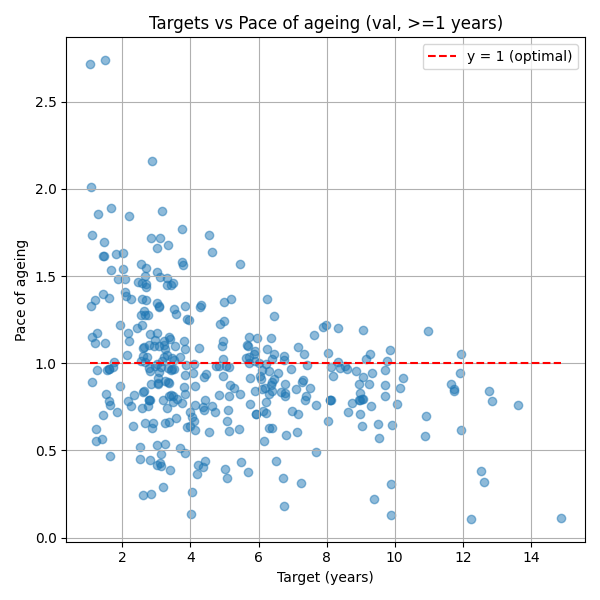 Targets vs Pace of ageing (val, >=1 years)
y = 1 (optimal)
2.5
2.0
1.5
1.0
0.5
0.0
Pace of ageing
2 4 6 8 10 12 14
Target (years)